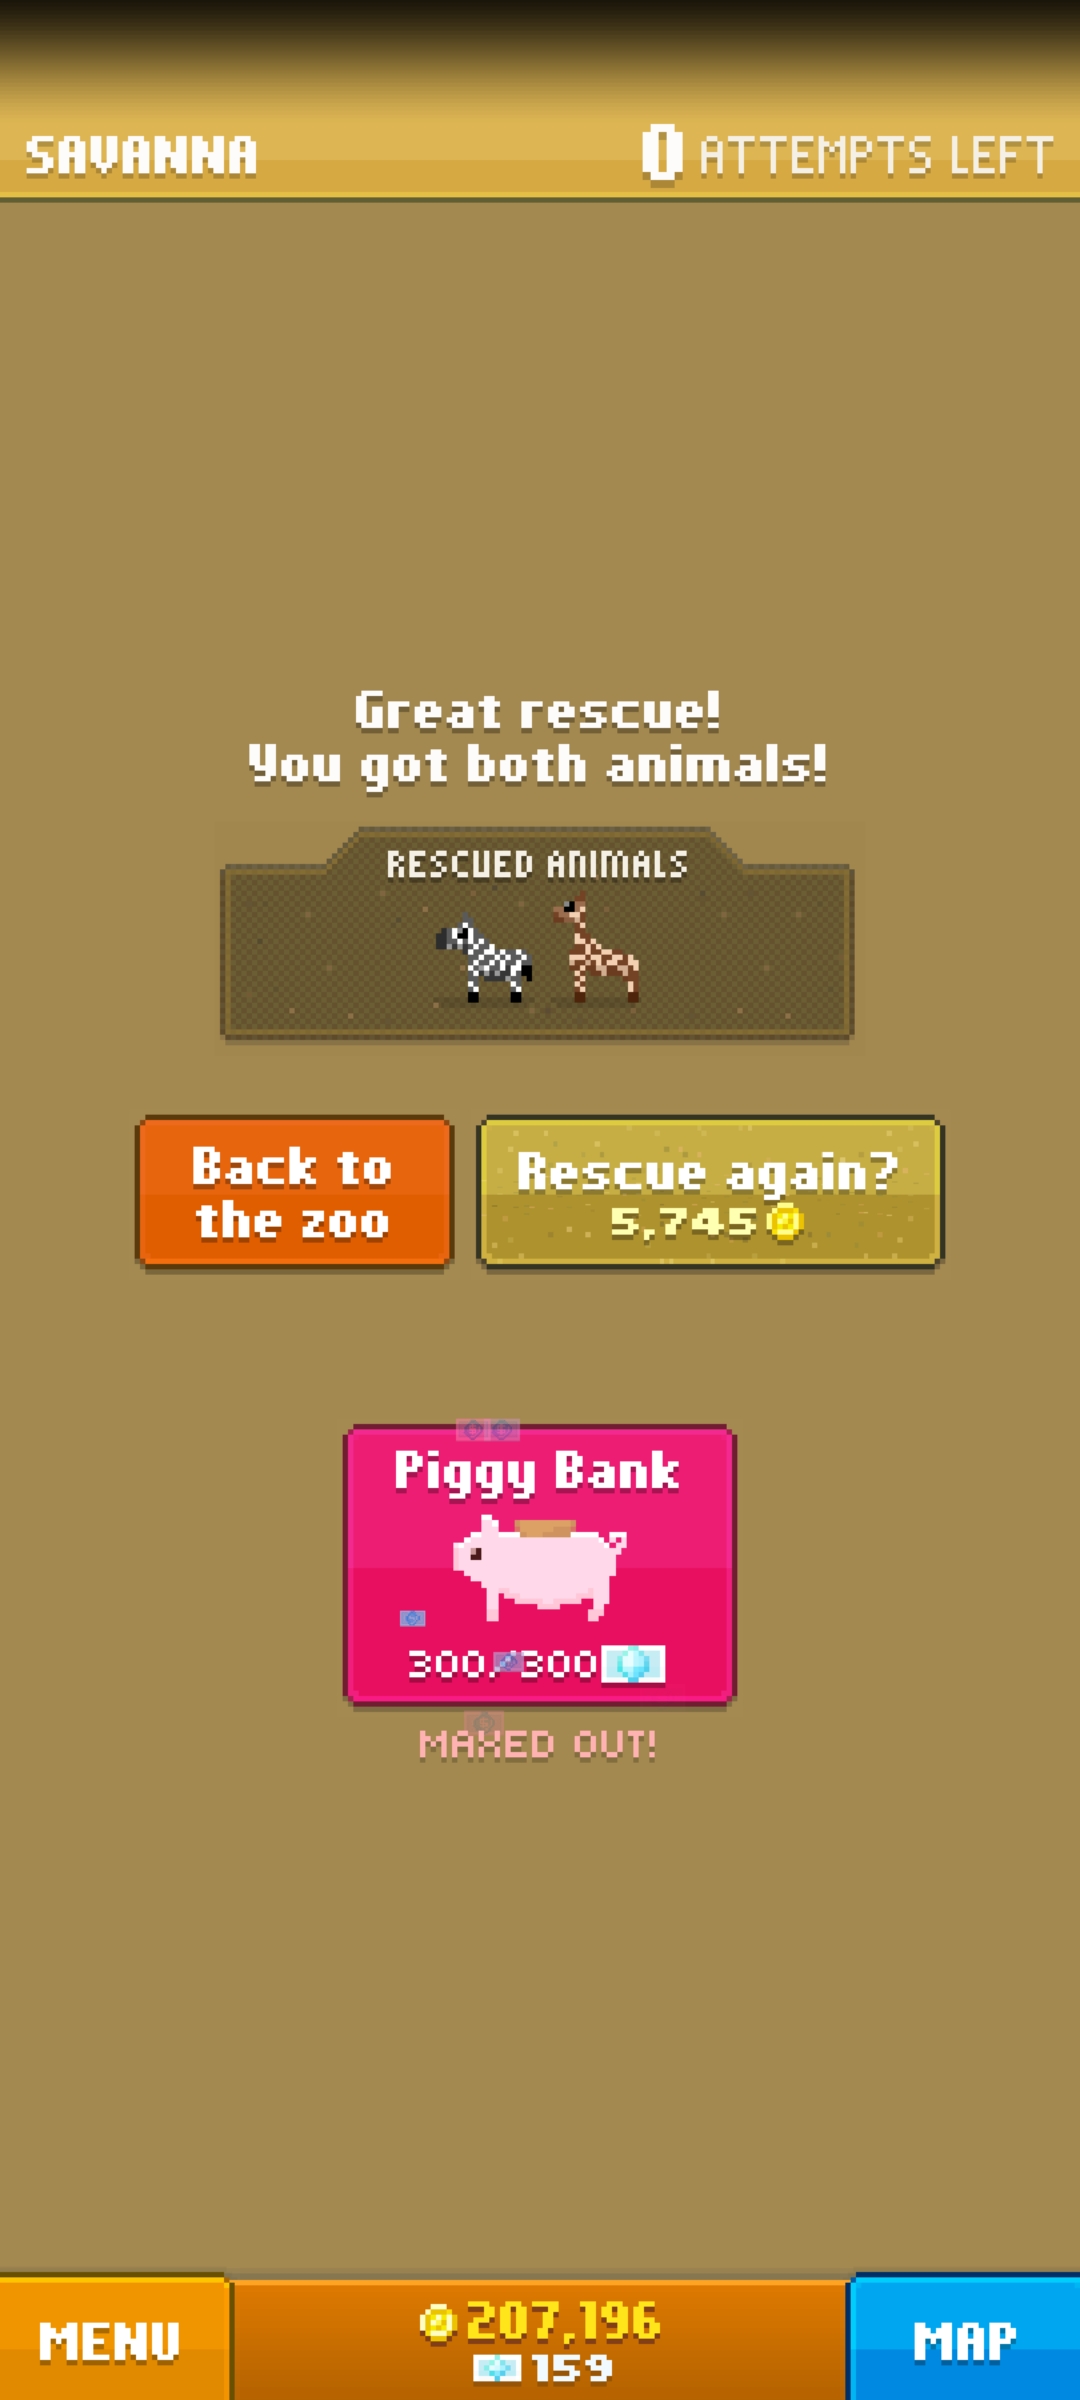 SAVANNA
0 ATTEMPTS LEFT
Great rescue!
You got both animals!
RESCUED ANIMALS
Back to
the zoo
Rescue again?
5,745
Piggy Bank
300/300
MAXED OUT!
MENU
207,196
159
MAP